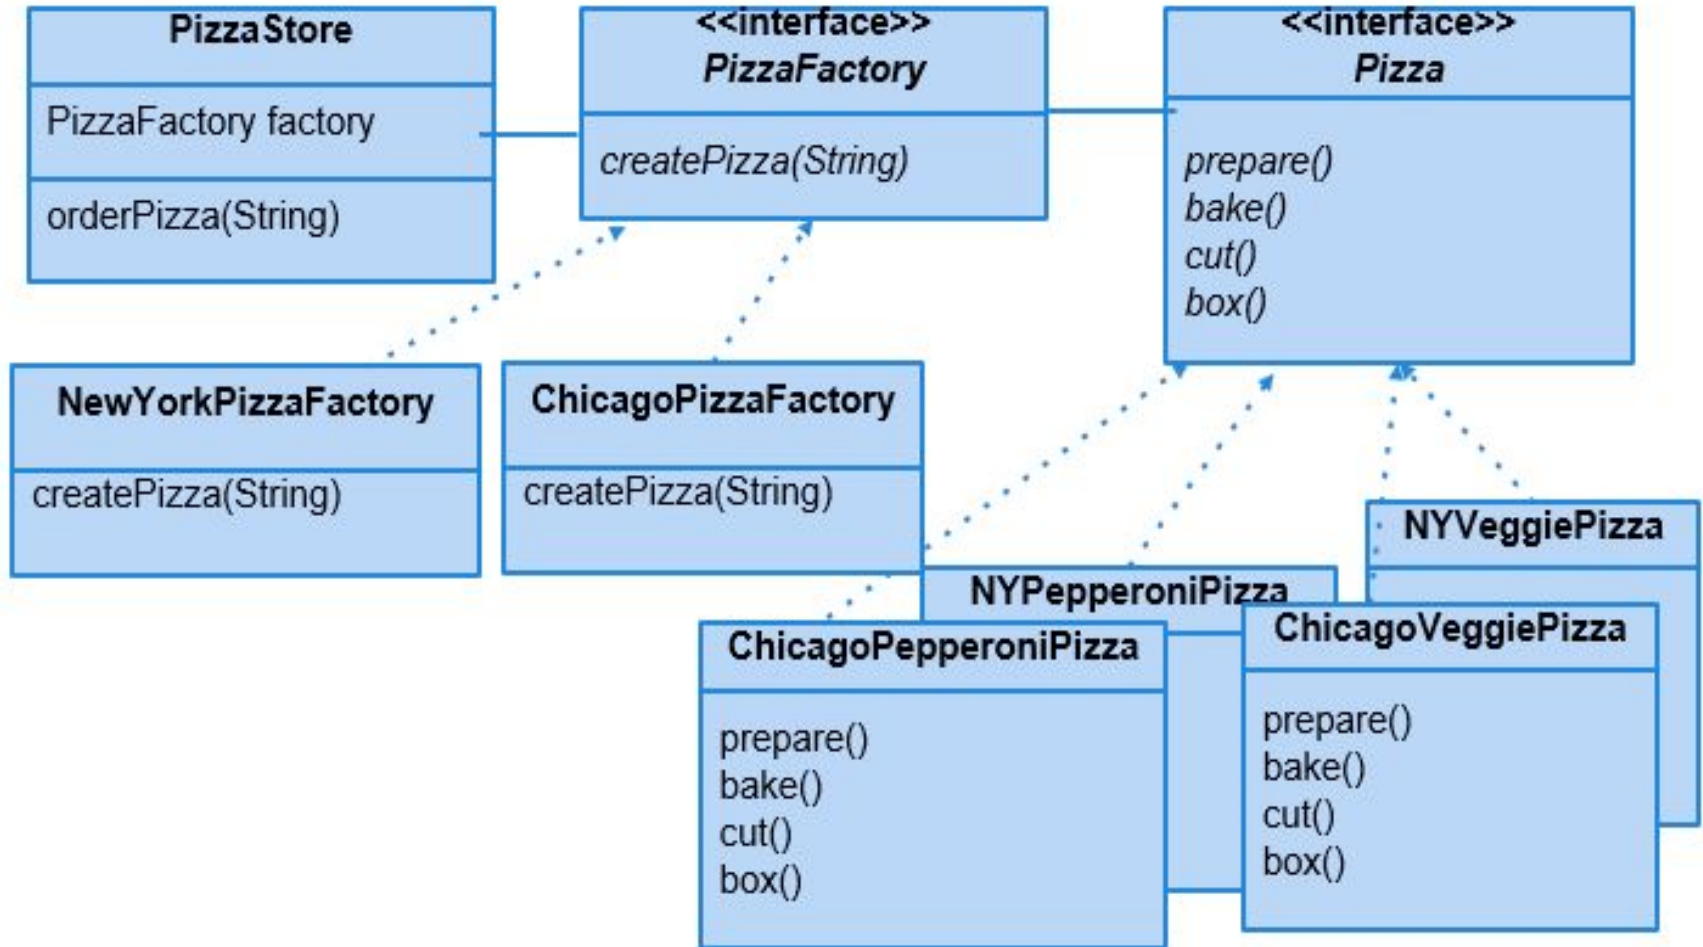 PizzaStore
PizzaFactory factory
orderPizza(String)
<<interface>>
PizzaFactory
createPizza(String)
<<interface>>
Pizza
prepare()
bake()
cut()
box()
NewYorkPizzaFactory
createPizza(String)
ChicagoPizzaFactory
createPizza(String)
NYVeggiePizza
NYPepperoniPizza
ChicagoPepperoniPizza
prepare()
bake()
cut()
box()
ChicagoVeggiePizza
prepare()
bake()
cut()
box()